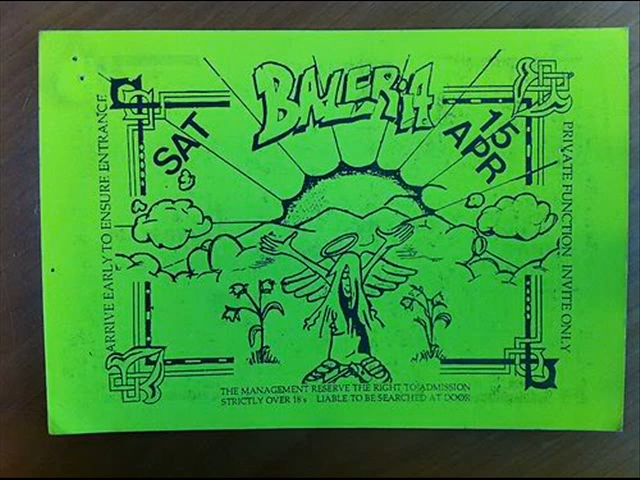 BALERiA
SAT
15
APR
ARRIVE EARLY TO ENSURE ENTRANCE
PRIVATE FUNCTION INVITE ONLY
THE MANAGEMENT RESERVE THE RIGHT TO ADMISSION
STRICTLY OVER 18's LIABLE TO BE SEARCHED AT DOOR